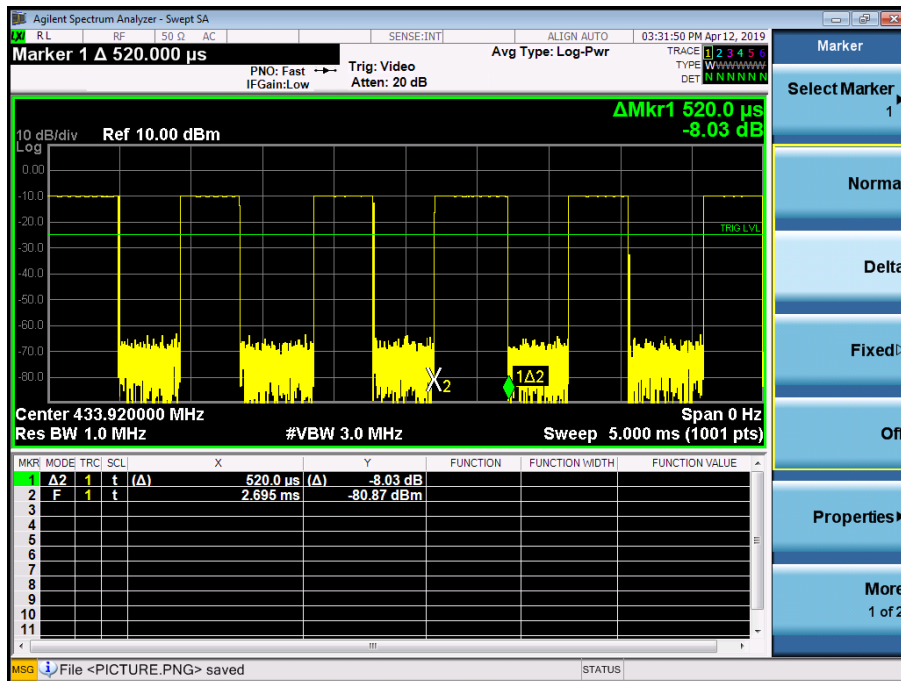 Agilent Spectrum Analyzer - Swept SA
LXI RL RF 50 Ω AC SENSE:INT ALIGN AUTO 03:31:50 PM Apr 12, 2019
Marker 1 Δ 520.000 µs
Avg Type: Log-Pwr
TRACE 1 2 3 4 5 6
TYPE WWWWWWW
DET N N N N N N
PNO: Fast
IFGain:Low
Trig: Video
Atten: 20 dB
ΔMkr1 520.0 µs
-8.03 dB
10 dB/div Ref 10.00 dBm
Log
0.00
-10.0
-20.0
TRIG LVL
-30.0
-40.0
-50.0
-60.0
-70.0
-80.0
X2
1Δ2
Center 433.920000 MHz Span 0 Hz
Res BW 1.0 MHz #VBW 3.0 MHz Sweep 5.000 ms (1001 pts)
MKR MODE TRC SCL X Y FUNCTION FUNCTION WIDTH FUNCTION VALUE
1 Δ2 1 t (Δ) 520.0 µs (Δ) -8.03 dB
2 F 1 t 2.695 ms -80.87 dBm
3
4
5
6
7
8
9
10
11
MSG File <PICTURE.PNG> saved STATUS
Marker
Select Marker
1
Norma
Delta
Fixed
Off
Properties
More
1 of 2